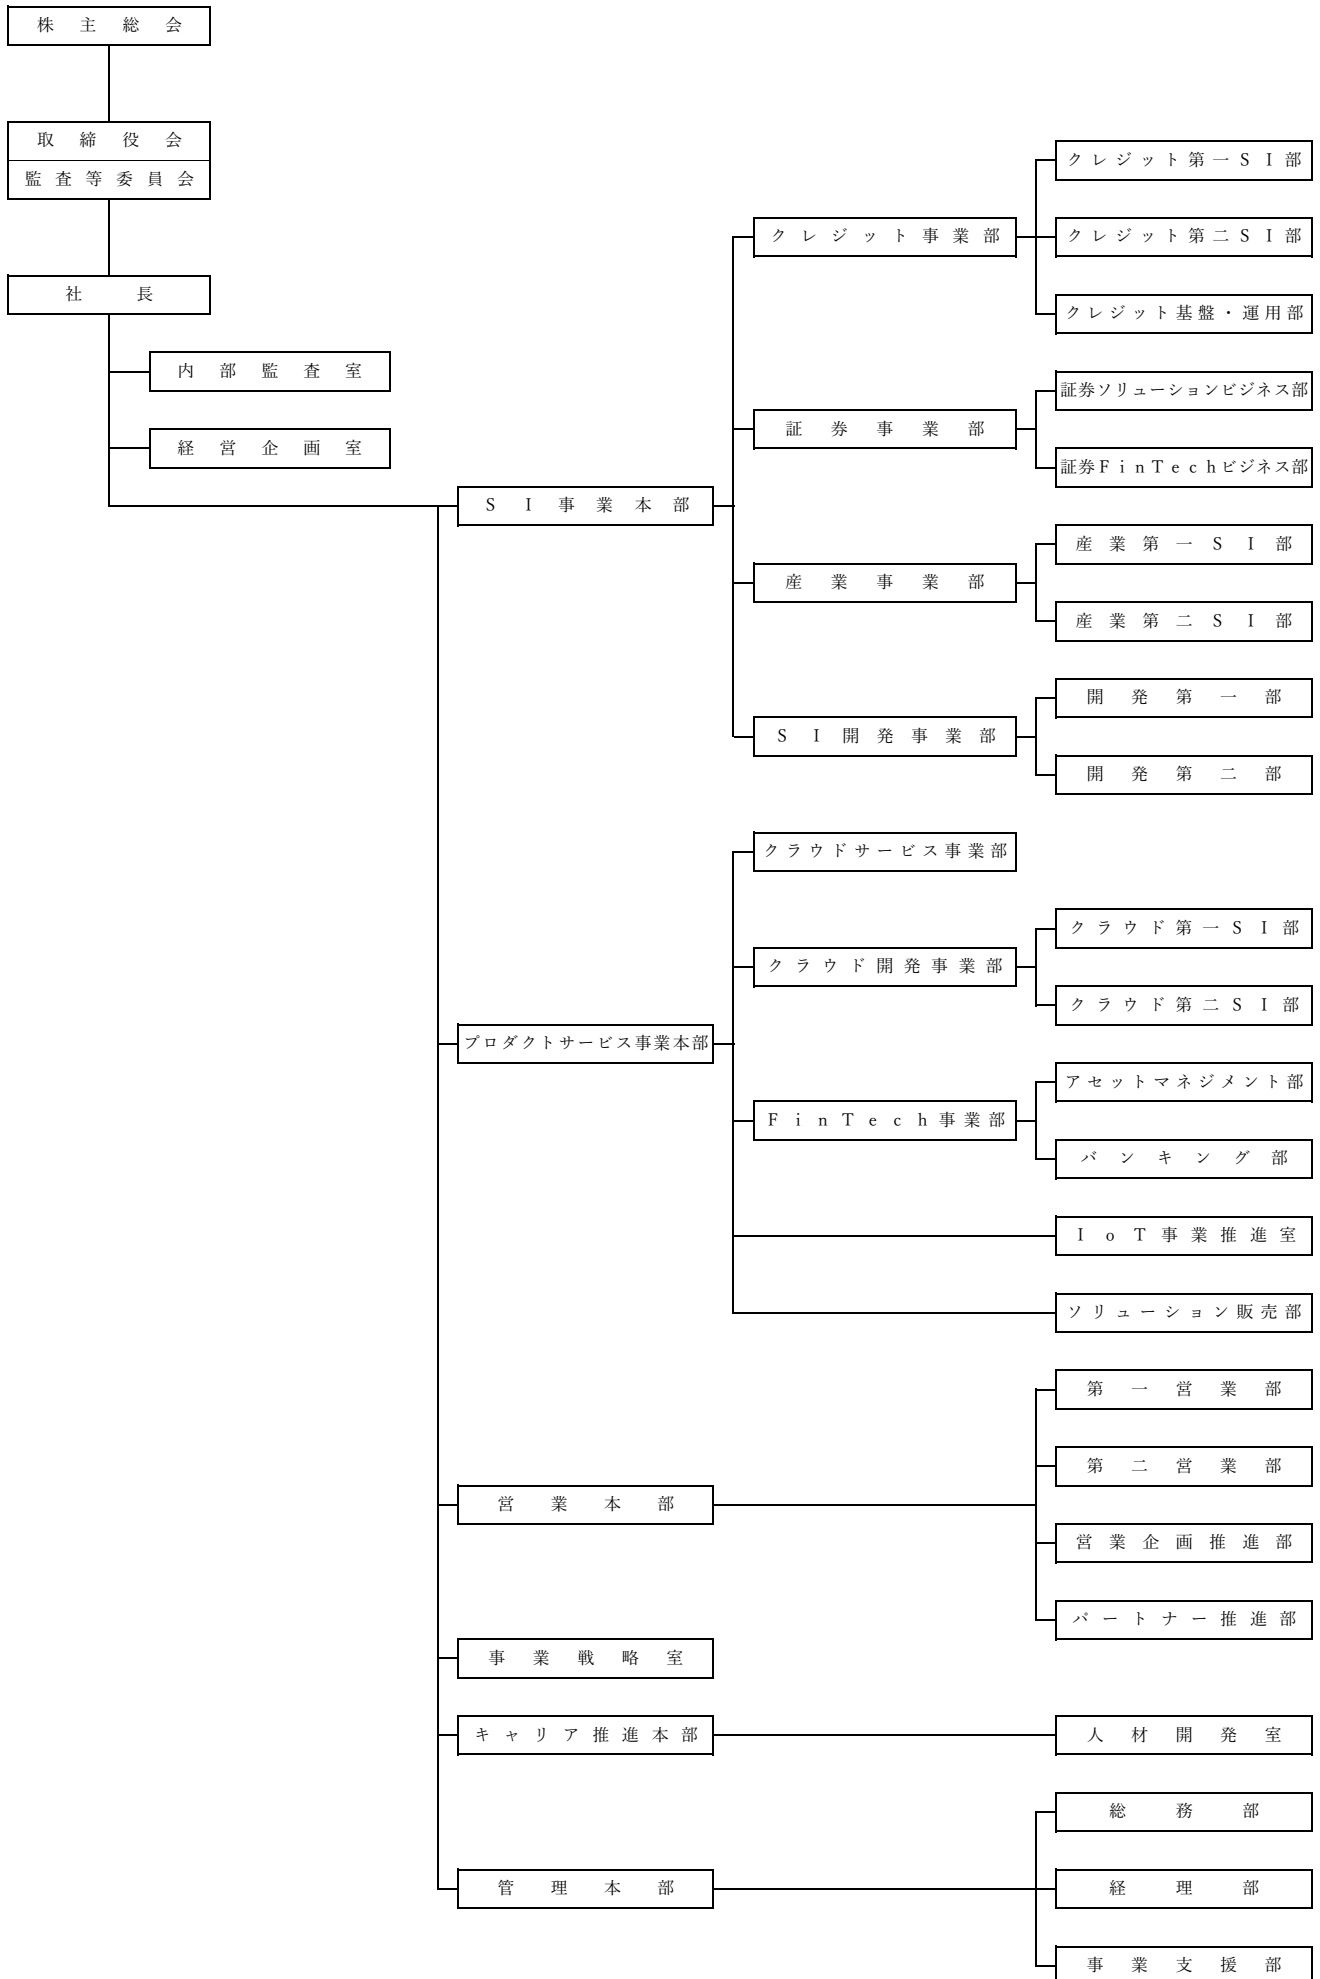 株主総会
取締役会
監査等委員会
社長
内部監査室
経営企画室
SI事業本部
クレジット事業部
クレジット第一SI部
クレジット第二SI部
クレジット基盤・運用部
証券事業部
証券ソリューションビジネス部
証券FinTechビジネス部
産業事業部
産業第一SI部
産業第二SI部
SI開発事業部
開発第一部
開発第二部
プロダクトサービス事業本部
クラウドサービス事業部
クラウド開発事業部
クラウド第一SI部
クラウド第二SI部
FinTech事業部
アセットマネジメント部
バンキング部
IoT事業推進室
ソリューション販売部
営業本部
第一営業部
第二営業部
営業企画推進部
パートナー推進部
事業戦略室
キャリア推進本部
人材開発室
管理本部
総務部
経理部
事業支援部